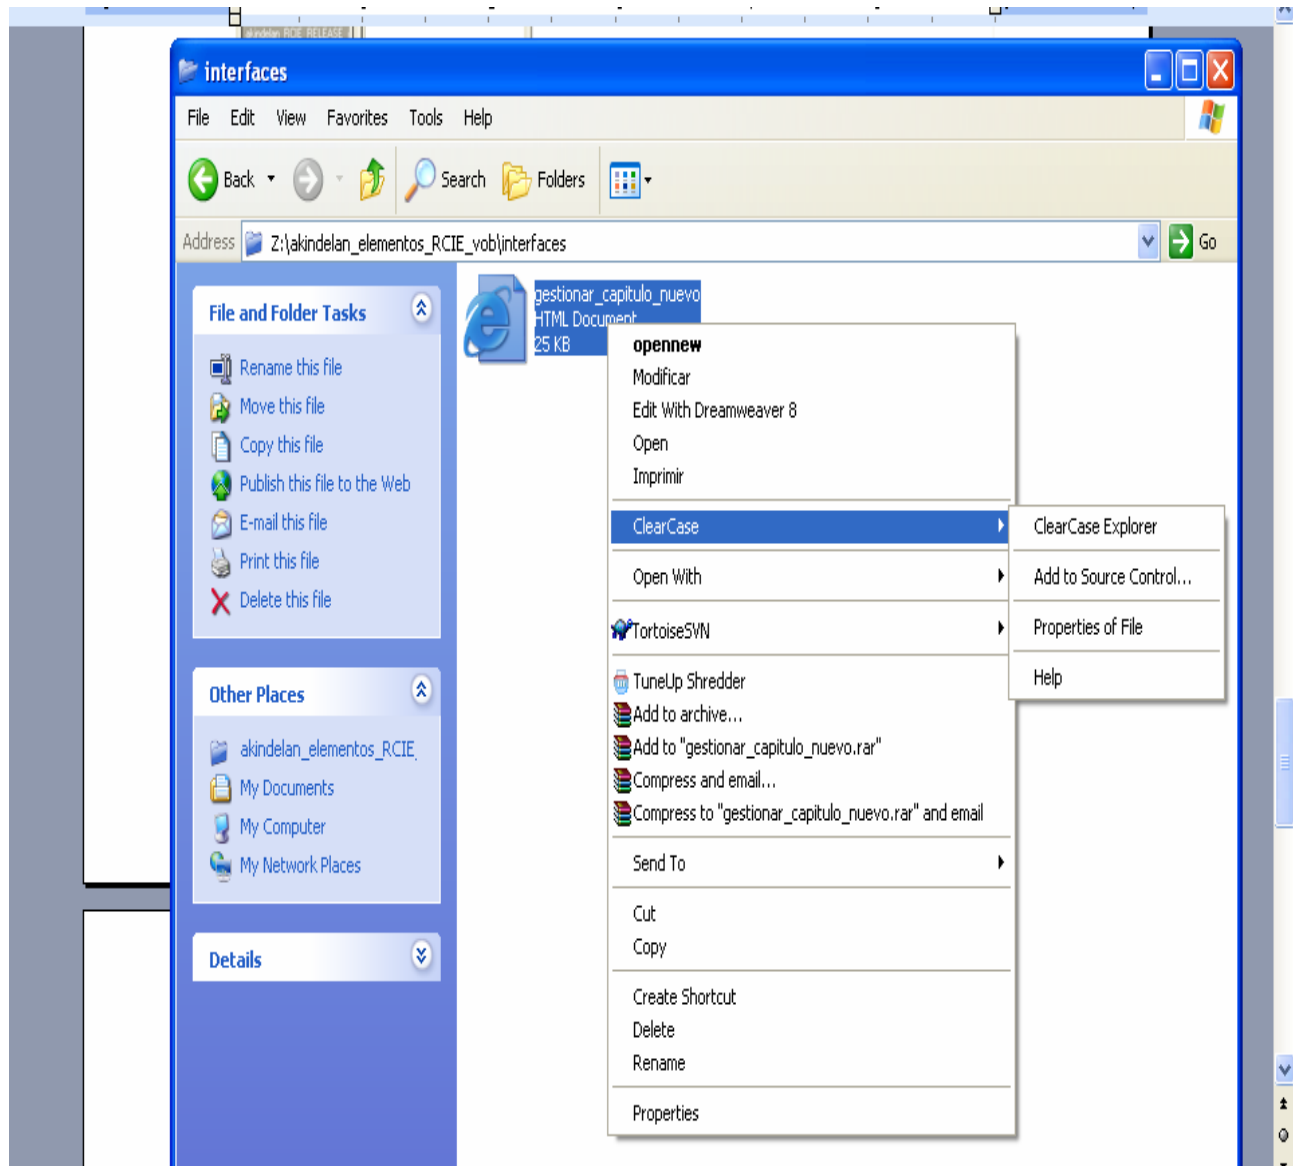 akindelan RCIE RELEASE
interfaces
File Edit View Favorites Tools Help
Back Search Folders
Address Z:\akindelan_elementos_RCIE_vob\interfaces Go
File and Folder Tasks
Rename this file
Move this file
Copy this file
Publish this file to the Web
E-mail this file
Print this file
Delete this file
Other Places
akindelan_elementos_RCIE_
My Documents
My Computer
My Network Places
Details
gestionar_capitulo_nuevo
HTML Document
25 KB
opennew
Modificar
Edit With Dreamweaver 8
Open
Imprimir
ClearCase
Open With
TortoiseSVN
TuneUp Shredder
Add to archive...
Add to "gestionar_capitulo_nuevo.rar"
Compress and email...
Compress to "gestionar_capitulo_nuevo.rar" and email
Send To
Cut
Copy
Create Shortcut
Delete
Rename
Properties
ClearCase Explorer
Add to Source Control...
Properties of File
Help